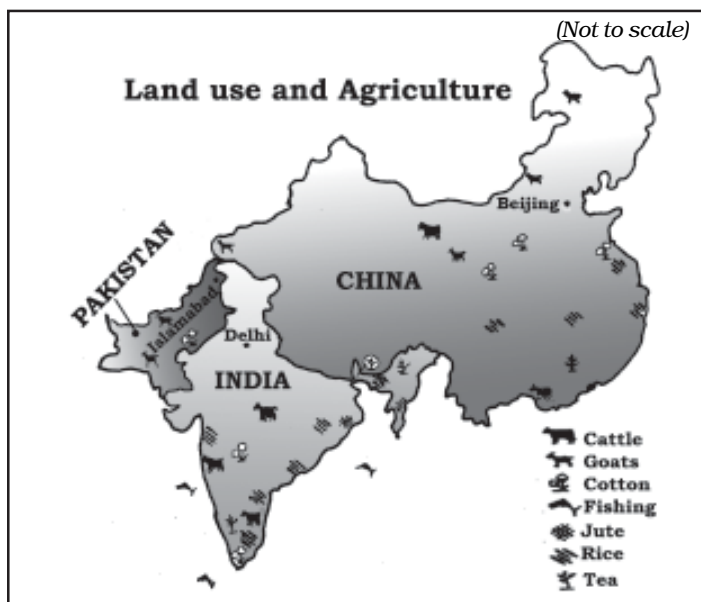 (Not to scale)
Land use and Agriculture
Beijing
PAKISTAN
Islamabad
CHINA
Delhi
INDIA
Cattle
Goats
Cotton
Fishing
Jute
Rice
Tea